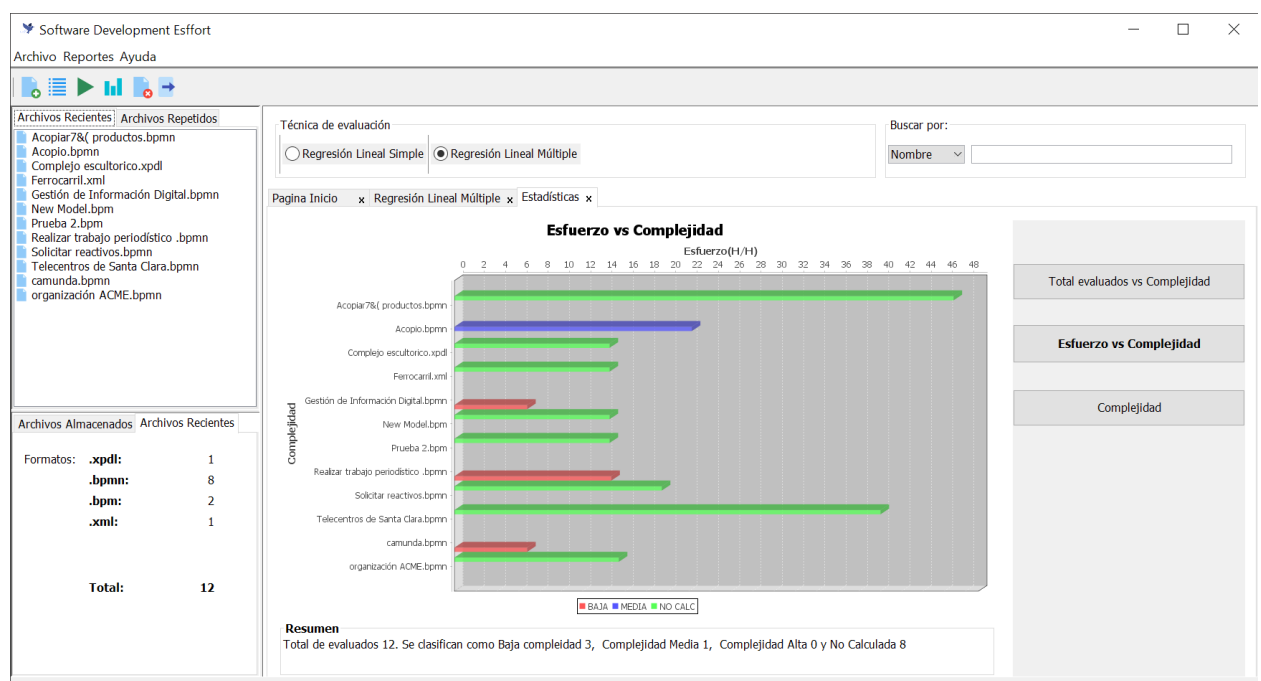 Software Development Esffort
Archivo Reportes Ayuda
Archivos Recientes Archivos Repetidos
Acopiar7&( productos.bpmn
Acopio.bpmn
Complejo escultorico.xpdl
Ferrocarril.xml
Gestión de Información Digital.bpmn
New Model.bpm
Prueba 2.bpm
Realizar trabajo periodístico .bpmn
Solicitar reactivos.bpmn
Telecentros de Santa Clara.bpmn
camunda.bpmn
organización ACME.bpmn
Archivos Almacenados Archivos Recientes
Formatos: .xpdl: 1
.bpmn: 8
.bpm: 2
.xml: 1
Total: 12
Técnica de evaluación
Regresión Lineal Simple Regresión Lineal Múltiple
Buscar por:
Nombre
Pagina Inicio x Regresión Lineal Múltiple x Estadísticas x
Esfuerzo vs Complejidad
Esfuerzo(H/H)
0 2 4 6 8 10 12 14 16 18 20 22 24 26 28 30 32 34 36 38 40 42 44 46 48
Complejidad
Acopiar7&( productos.bpmn
Acopio.bpmn
Complejo escultorico.xpdl
Ferrocarril.xml
Gestión de Información Digital.bpmn
New Model.bpm
Prueba 2.bpm
Realizar trabajo periodístico .bpmn
Solicitar reactivos.bpmn
Telecentros de Santa Clara.bpmn
camunda.bpmn
organización ACME.bpmn
BAJA MEDIA NO CALC
Resumen
Total de evaluados 12. Se clasifican como Baja compleidad 3, Complejidad Media 1, Complejidad Alta 0 y No Calculada 8
Total evaluados vs Complejidad
Esfuerzo vs Complejidad
Complejidad